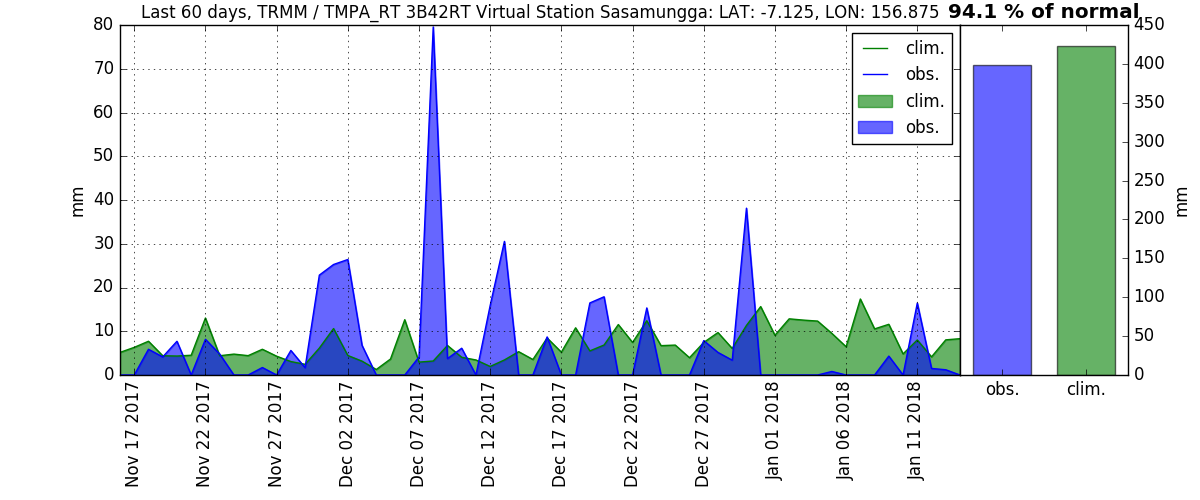 Last 60 days, TRMM / TMPA_RT 3B42RT Virtual Station Sasamungga: LAT: -7.125, LON: 156.875 94.1 % of normal
80
70
60
50
40
30
20
10
0
mm
clim.
obs.
clim.
obs.
450
400
350
300
250
200
150
100
50
0
mm
Nov 17 2017
Nov 22 2017
Nov 27 2017
Dec 02 2017
Dec 07 2017
Dec 12 2017
Dec 17 2017
Dec 22 2017
Dec 27 2017
Jan 01 2018
Jan 06 2018
Jan 11 2018
obs.
clim.